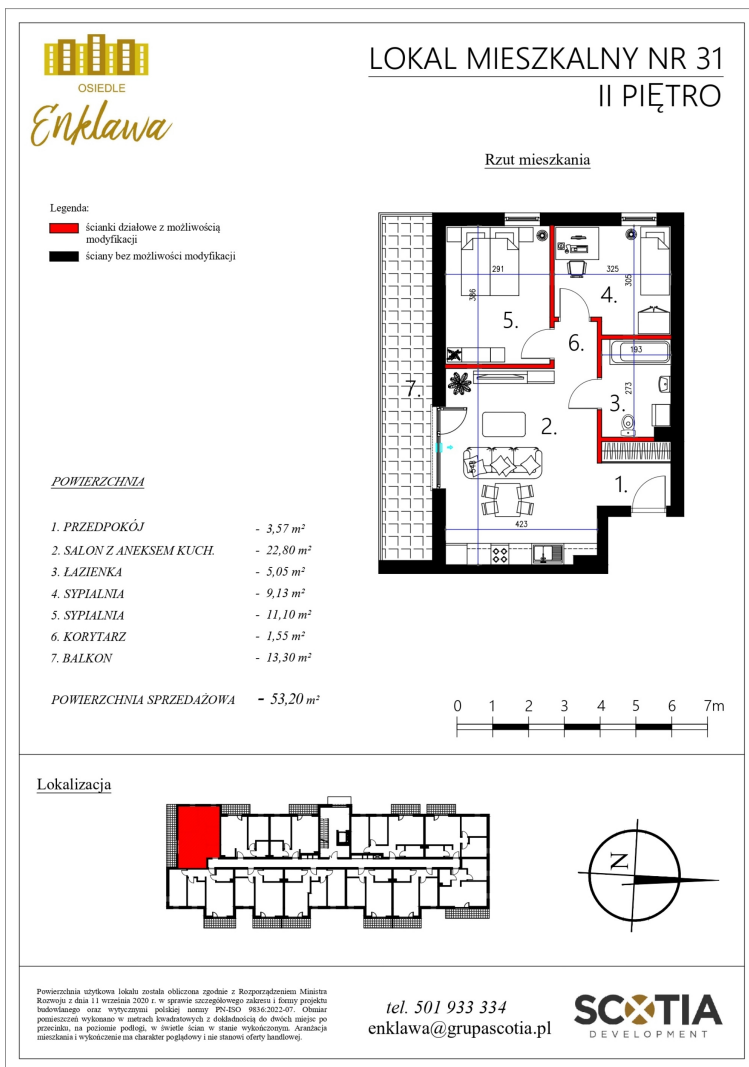 OSIEDLE
Enklawa
LOKAL MIESZKALNY NR 31
II PIĘTRO
Rzut mieszkania
Legenda:
ścianki działowe z możliwością
modyfikacji
ściany bez możliwości modyfikacji
291
325
386
305
4.
5.
6.
193
7.
273
3.
2.
548
1.
423
POWIERZCHNIA
1. PRZEDPOKÓJ - 3,57 m²
2. SALON Z ANEKSEM KUCH. - 22,80 m²
3. ŁAZIENKA - 5,05 m²
4. SYPIALNIA - 9,13 m²
5. SYPIALNIA - 11,10 m²
6. KORYTARZ - 1,55 m²
7. BALKON - 13,30 m²
POWIERZCHNIA SPRZEDAŻOWA - 53,20 m²
0 1 2 3 4 5 6 7m
Lokalizacja
N
Powierzchnia użytkowa lokalu została obliczona zgodnie z Rozporządzeniem Ministra
Rozwoju z dnia 11 września 2020 r. w sprawie szczegółowego zakresu i formy projektu
budowlanego oraz wytycznymi polskiej normy PN-ISO 9836:2022-07. Obmiar
pomieszczeń wykonano w metrach kwadratowych z dokładnością do dwóch miejsc po
przecinku, na poziomie podłogi, w świetle ścian w stanie wykończonym. Aranżacja
mieszkania i wykończenie ma charakter poglądowy i nie stanowi oferty handlowej.
tel. 501 933 334
enklawa@grupascotia.pl
SCOTIA
DEVELOPMENT